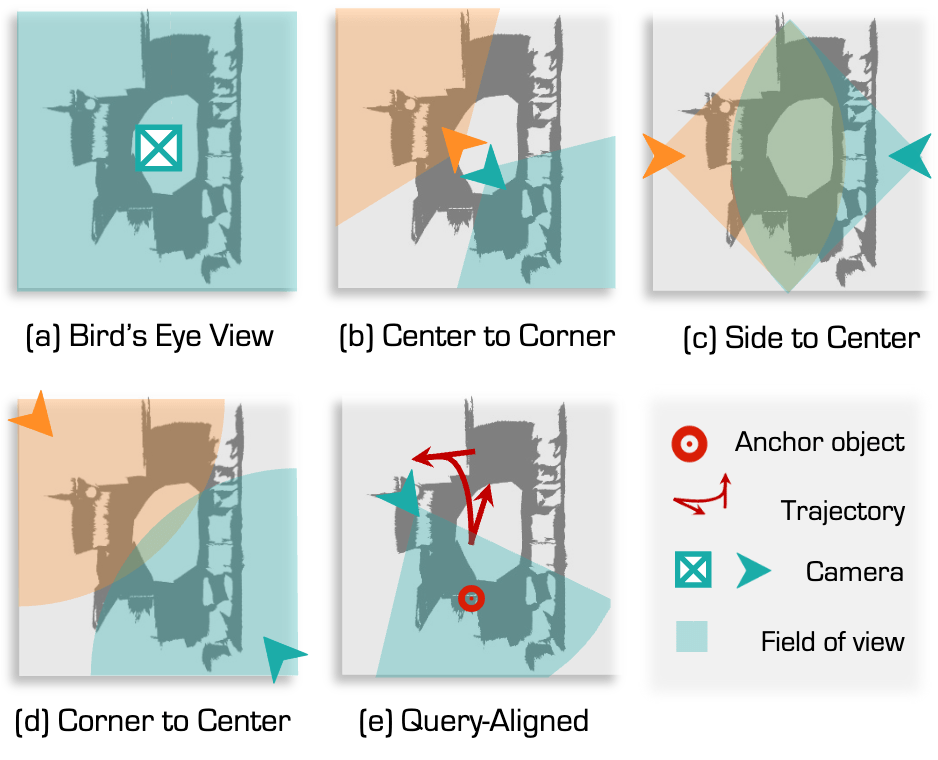 (a) Bird's Eye View
(b) Center to Corner
(c) Side to Center
(d) Corner to Center
(e) Query-Aligned
Anchor object
Trajectory
Camera
Field of view